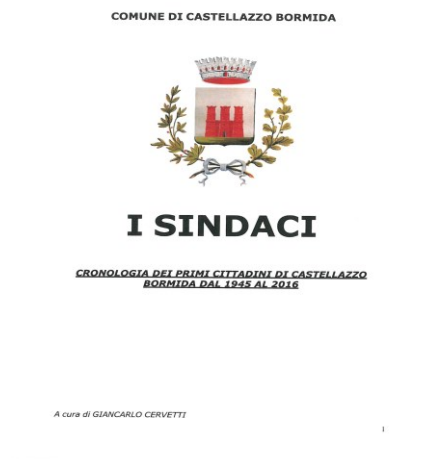 COMUNE DI CASTELLAZZO BORMIDA
I SINDACI
CRONOLOGIA DEI PRIMI CITTADINI DI CASTELLAZZO
BORMIDA DAL 1945 AL 2016
A cura di GIANCARLO CERVETTI
1